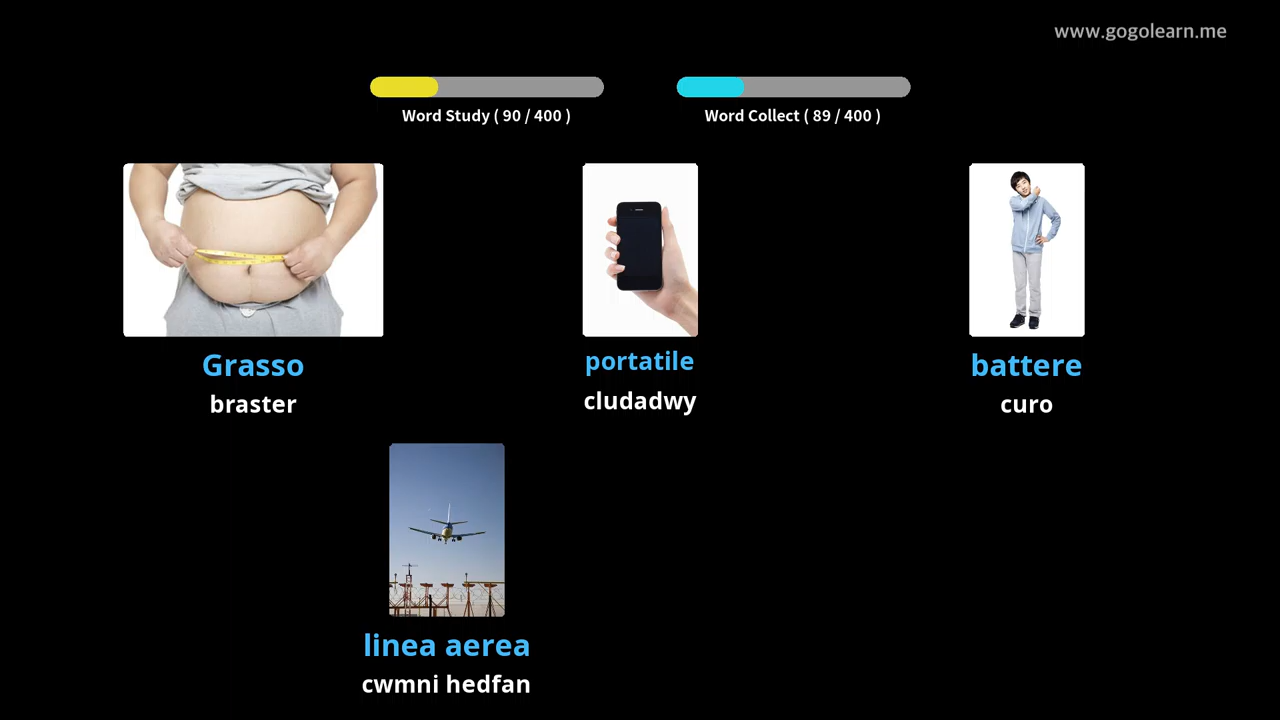 www.gogolearn.me
Word Study ( 90 / 400 )
Word Collect ( 89 / 400 )
Grasso
braster
portatile
cludadwy
battere
curo
linea aerea
cwmni hedfan